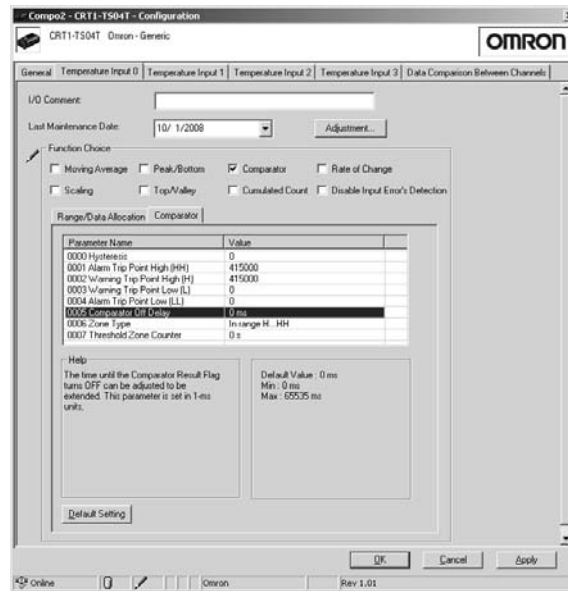 Compo2 - CRT1-TS04T - Configuration
CRT1-TS04T Omron - Generic
OMRON
General Temperature Input 0 Temperature Input 1 Temperature Input 2 Temperature Input 3 Data Comparison Between Channels
I/O Comment:
Last Maintenance Date: 10/ 1/2008 Adjustment...
Function Choice
Moving Average Peak/Bottom Comparator Rate of Change
Scaling Top/Valley Cumulated Count Disable Input Error's Detection
Range/Data Allocation Comparator
Parameter Name Value
0000 Hysteresis 0
0001 Alarm Trip Point High (HH) 415000
0002 Warning Trip Point High (H) 415000
0003 Warning Trip Point Low (L) 0
0004 Alarm Trip Point Low (LL) 0
0005 Comparator Off Delay 0 ms
0006 Zone Type In range H...HH
0007 Threshold Zone Counter 0 s
Help
The time until the Comparator Result Flag
turns OFF can be adjusted to be
extended. This parameter is set in 1-ms
units.
Default Value : 0 ms
Min : 0 ms
Max : 65535 ms
Default Setting
OK Cancel Apply
Online Omron Rev 1.01